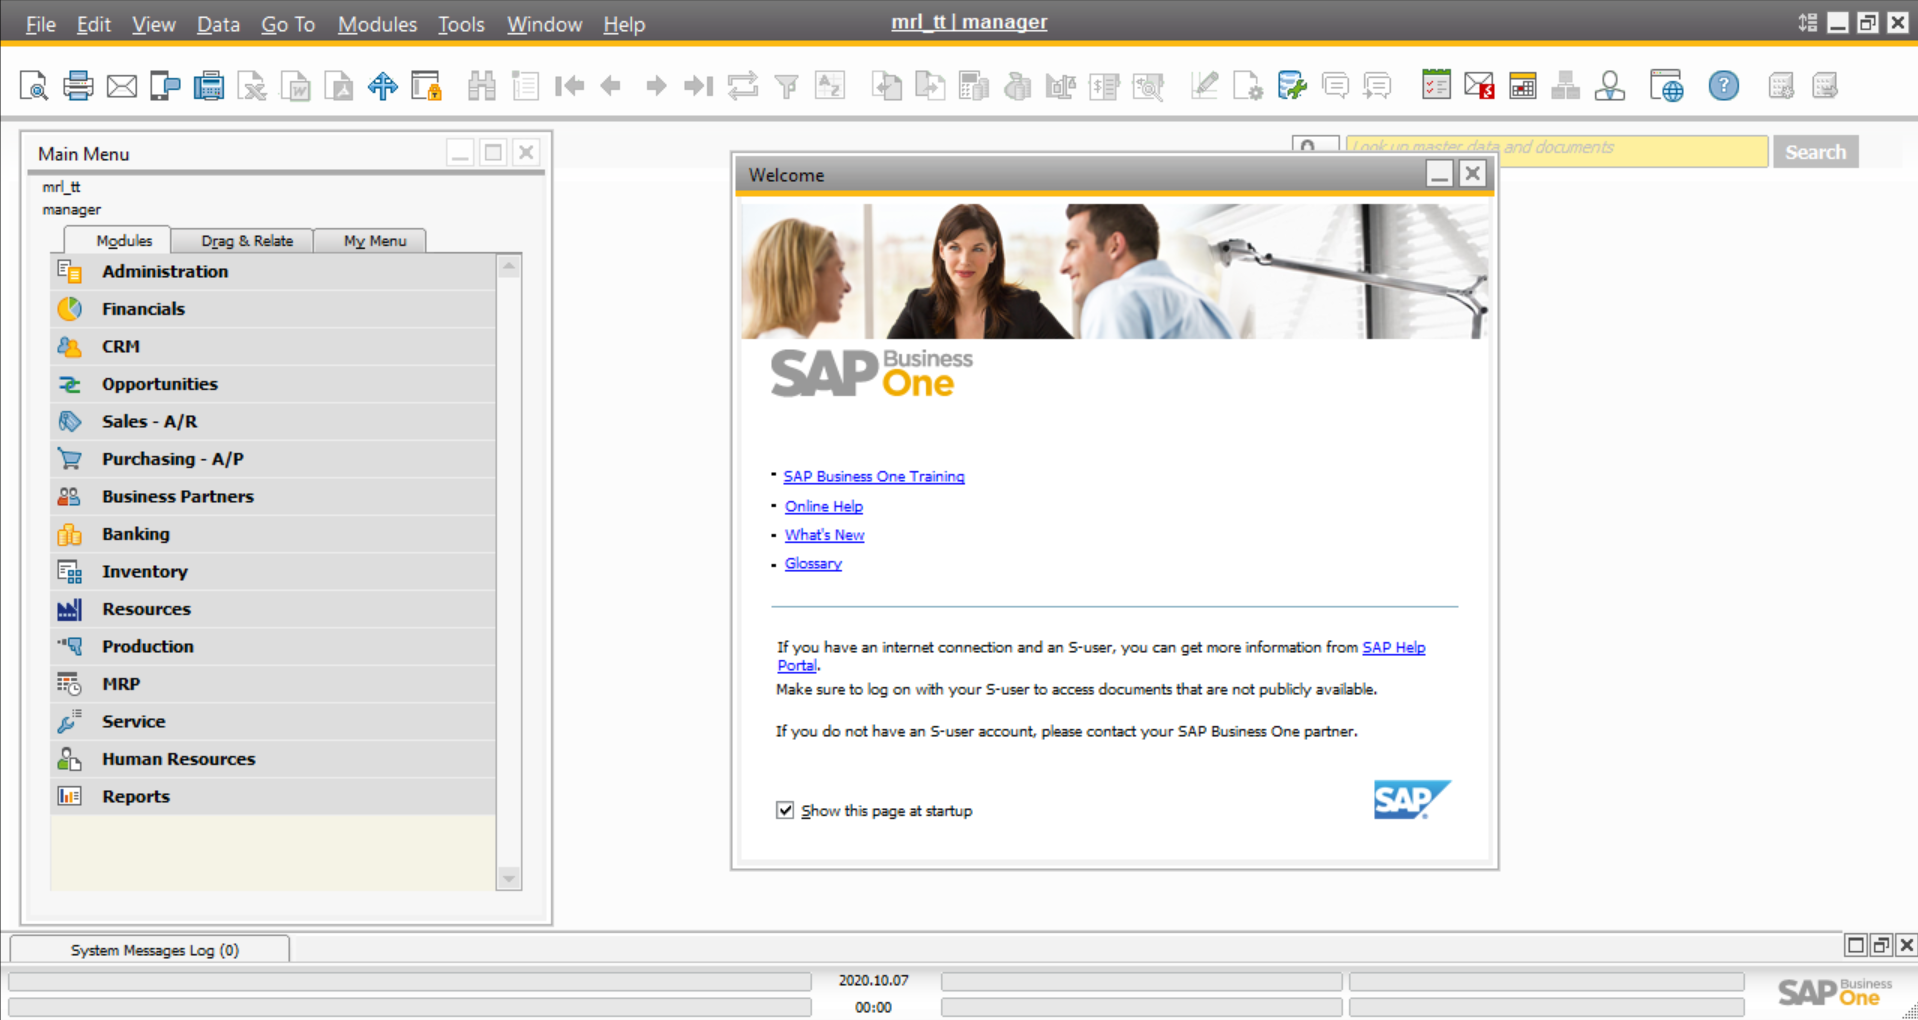 File Edit View Data Go To Modules Tools Window Help
mrl_tt | manager
Look up master data and documents
Search
Main Menu
mrl_tt
manager
Modules
Drag & Relate
My Menu
Administration
Financials
CRM
Opportunities
Sales - A/R
Purchasing - A/P
Business Partners
Banking
Inventory
Resources
Production
MRP
Service
Human Resources
Reports
Welcome
SAP Business One
SAP Business One Training
Online Help
What's New
Glossary
If you have an internet connection and an S-user, you can get more information from SAP Help
Portal.
Make sure to log on with your S-user to access documents that are not publicly available.
If you do not have an S-user account, please contact your SAP Business One partner.
Show this page at startup
SAP
System Messages Log (0)
2020.10.07
00:00
SAP Business One